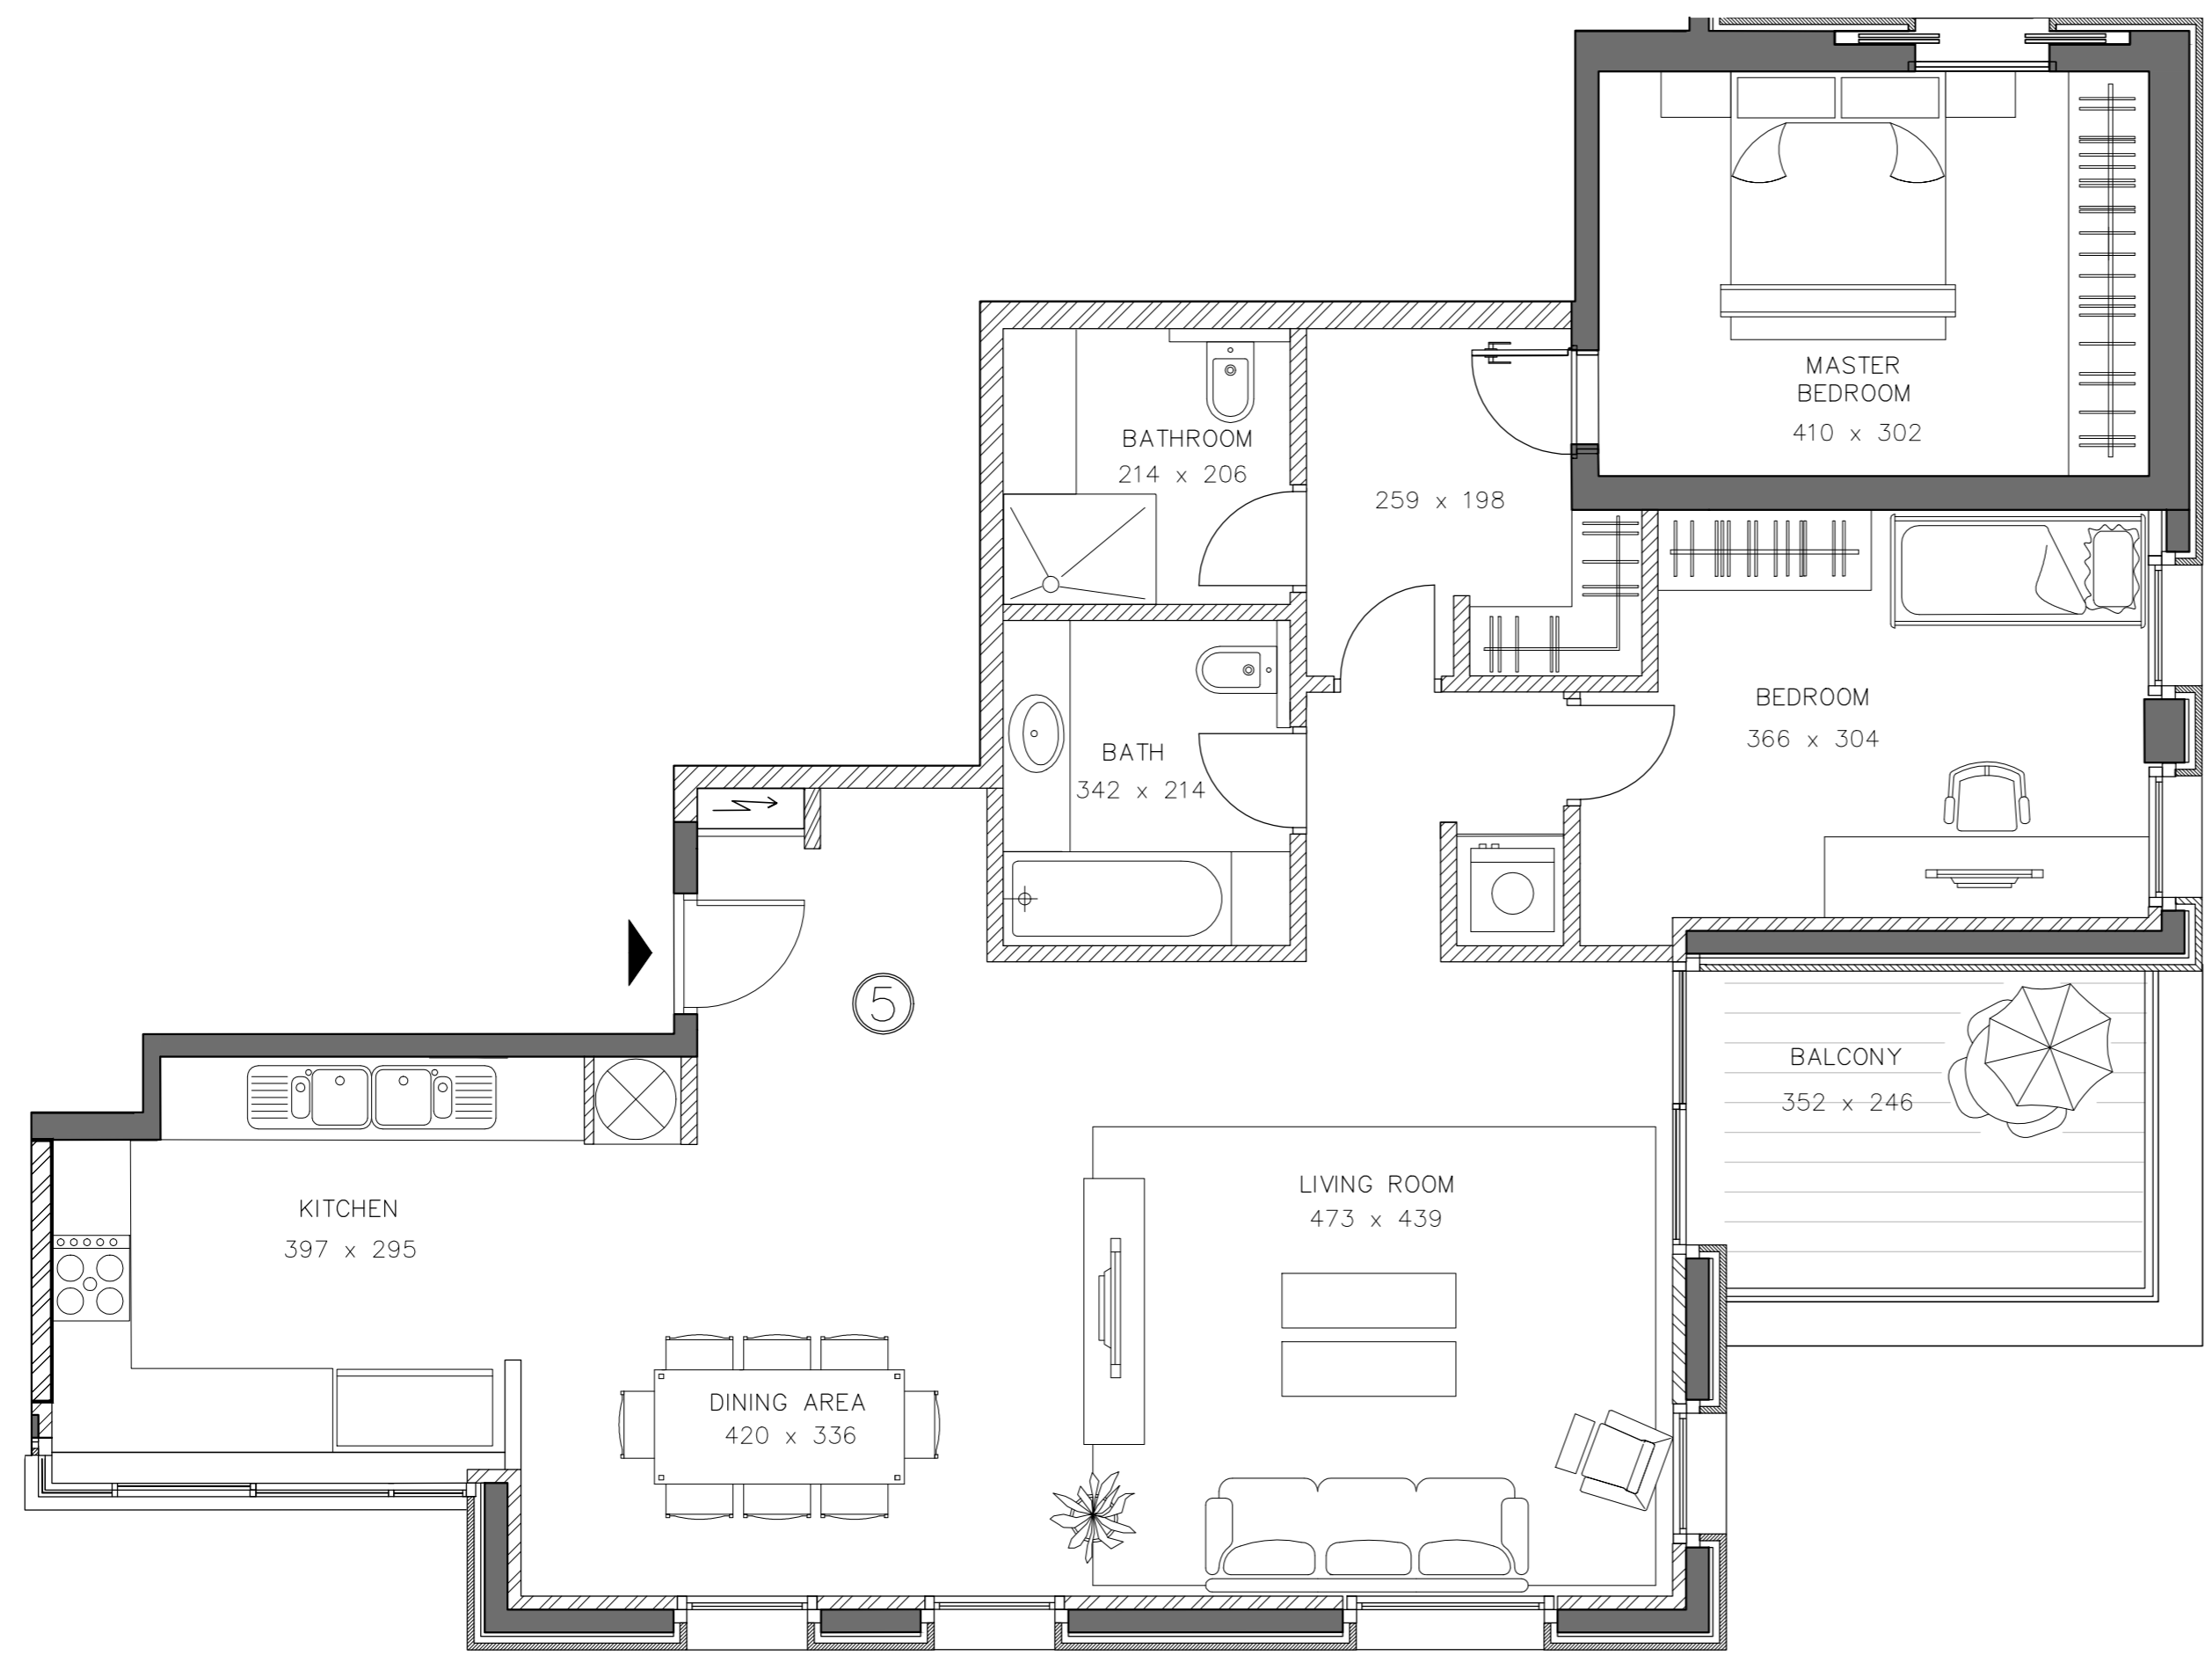 MASTER
BEDROOM
410 x 302
BATHROOM
214 x 206
259 x 198
BEDROOM
366 x 304
BATH
342 x 214
5
BALCONY
352 x 246
KITCHEN
397 x 295
LIVING ROOM
473 x 439
DINING AREA
420 x 336